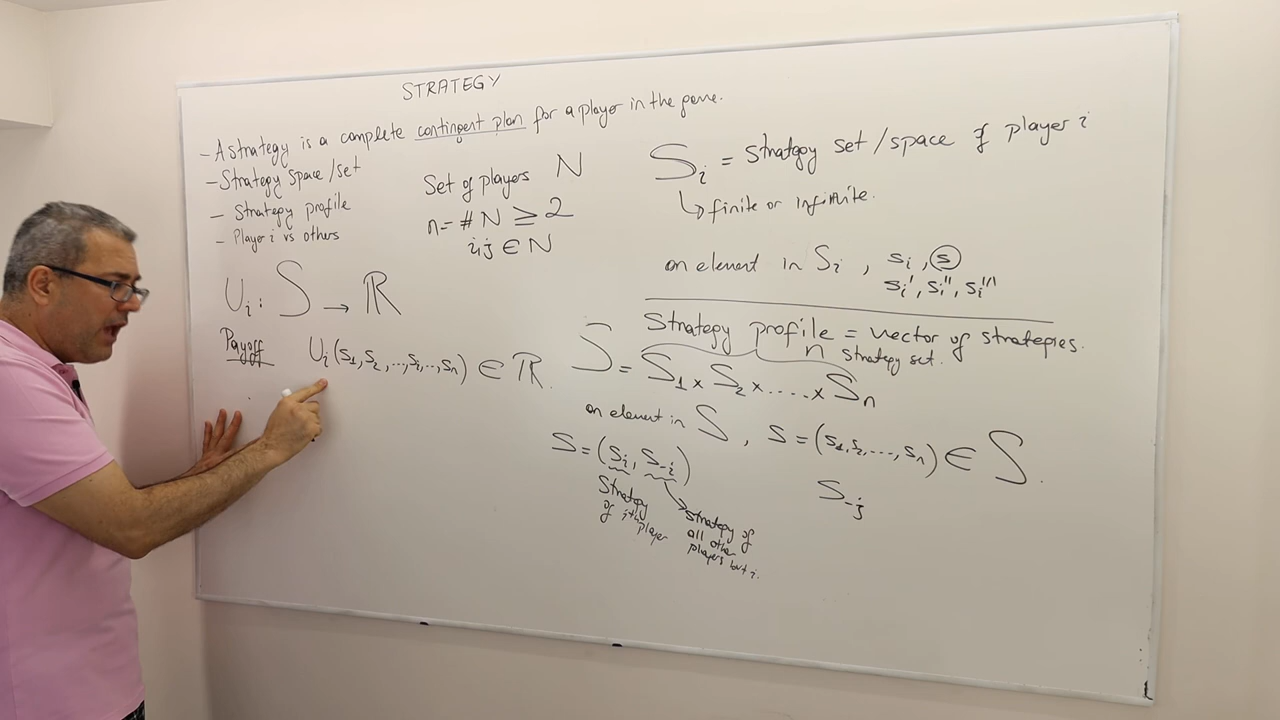 STRATEGY
- A strategy is a complete contingent plan for a player in the game.
- Strategy space/set
- Strategy profile
- Player i vs others
Set of players N
n = #N ≥ 2
i,j ∈ N
U_i : S → ℝ
Payoff
U_i(s_1, s_2, ..., s_i, .., s_n) ∈ ℝ
S_i = strategy set/space of player i
↳ finite or infinite.
an element in S_i , s_i , s
s_i', s_i'', s_i'''
Strategy profile = vector of strategies.
n strategy set.
S = S_1 × S_2 × .... × S_n
an element in S , s = (s_1, s_2, ..., s_n) ∈ S.
s = (s_i, s_-i)
s_-j
Strategy
of ith
player
strategy of
all other
players but i.